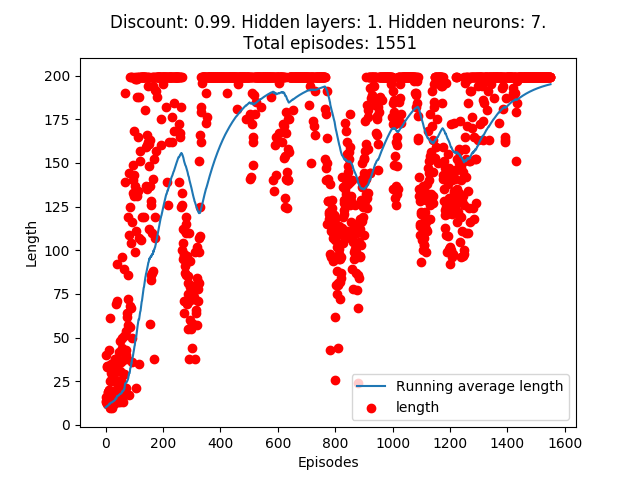 Discount: 0.99. Hidden layers: 1. Hidden neurons: 7.
Total episodes: 1551
200
175
150
125
100
75
50
25
0
Length
Running average length
length
0 200 400 600 800 1000 1200 1400 1600
Episodes